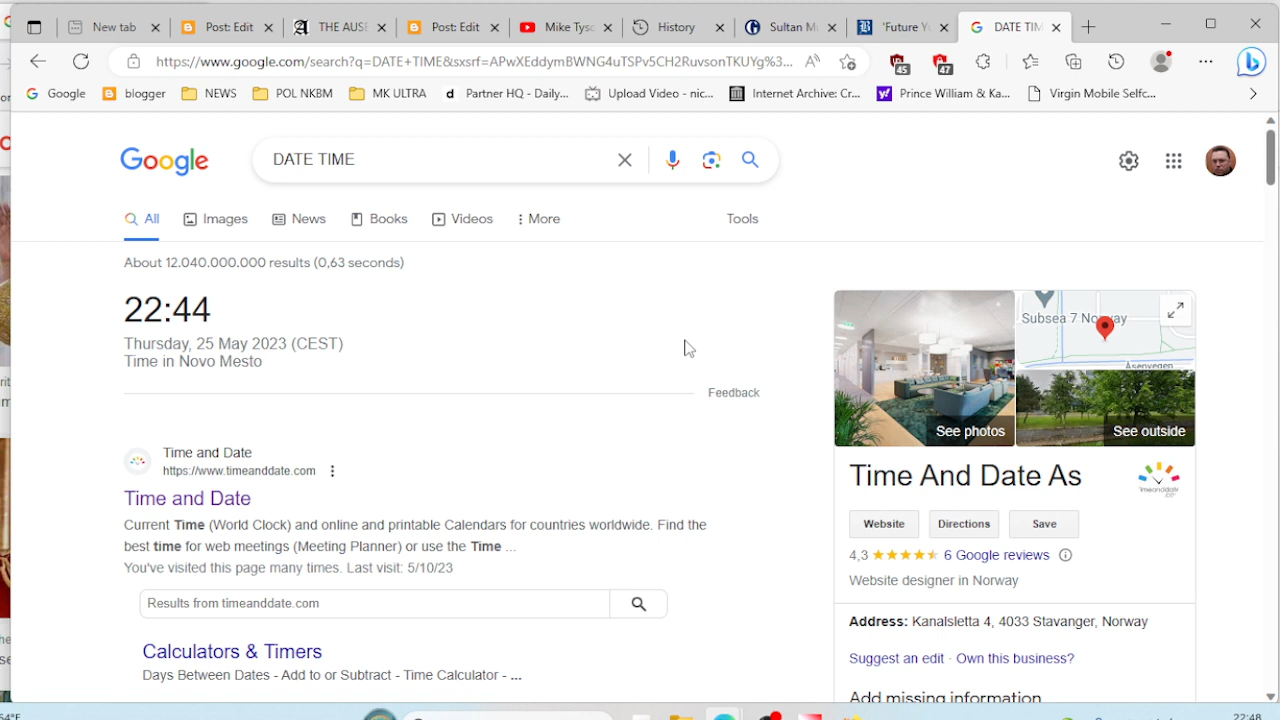 New tab
Post: Edit
THE AUSE
Post: Edit
Mike Tysc
History
Sultan Mu
'Future Yo
DATE TIM
https://www.google.com/search?q=DATE+TIME&sxsrf=APwXEddymBWNG4uTSPv5CH2RuvsonTKUYg%3...
45
47
Google
blogger
NEWS
POL NKBM
MK ULTRA
Partner HQ - Daily...
Upload Video - nic...
Internet Archive: Cr...
Prince William & Ka...
Virgin Mobile Selfc...
Google
DATE TIME
All
Images
News
Books
Videos
More
Tools
About 12.040.000.000 results (0,63 seconds)
22:44
Thursday, 25 May 2023 (CEST)
Time in Novo Mesto
Feedback
Time and Date
https://www.timeanddate.com
Time and Date
Current Time (World Clock) and online and printable Calendars for countries worldwide. Find the
best time for web meetings (Meeting Planner) or use the Time ...
You've visited this page many times. Last visit: 5/10/23
Results from timeanddate.com
Calculators & Timers
Days Between Dates - Add to or Subtract - Time Calculator - ...
Subsea 7 Norway
Åsenvegen
See photos
See outside
Time And Date As
timeanddate
Website
Directions
Save
4,3
6 Google reviews
Website designer in Norway
Address: Kanalsletta 4, 4033 Stavanger, Norway
Suggest an edit · Own this business?
Add missing information
54°F
22:48